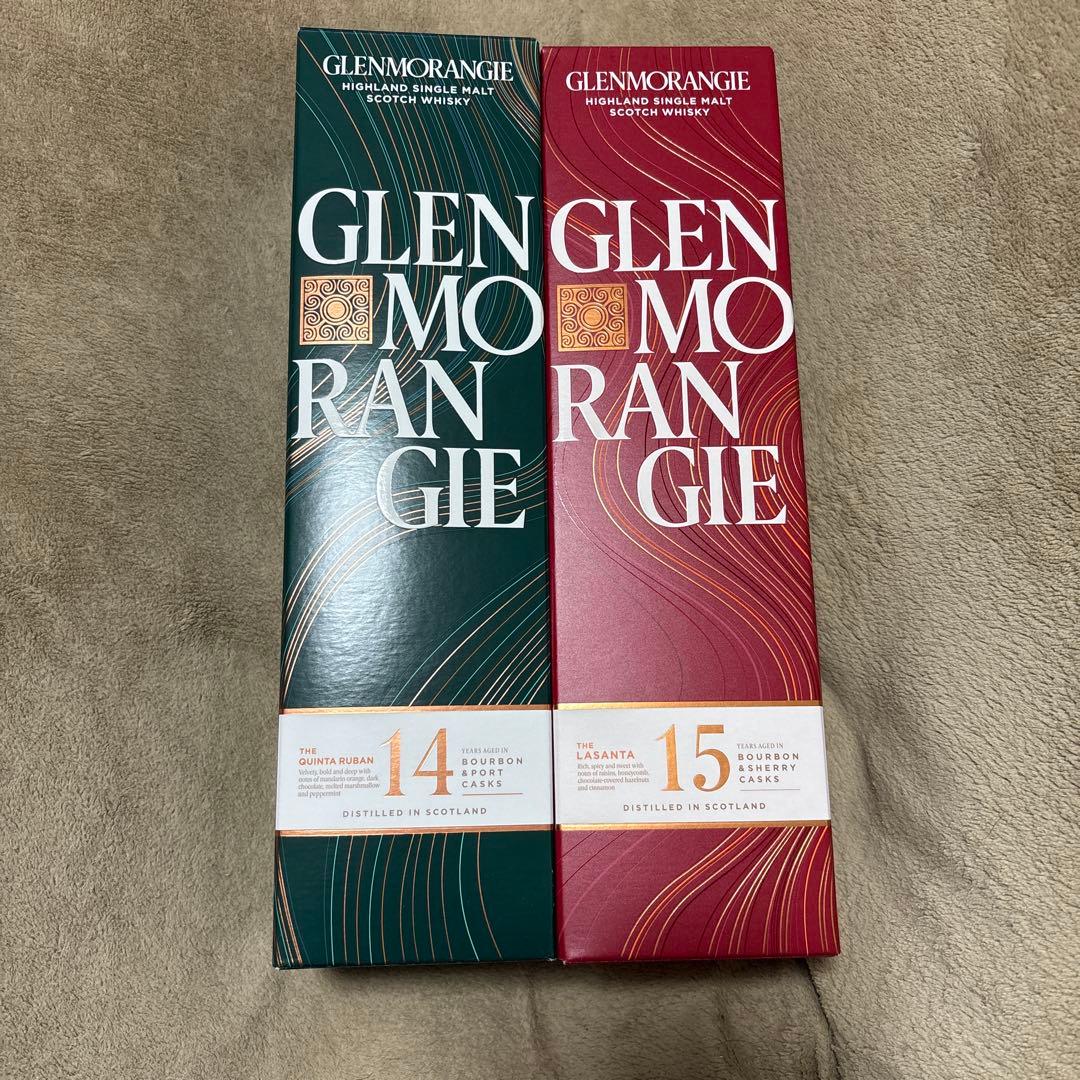 GLENMORANGIE
HIGHLAND SINGLE MALT
SCOTCH WHISKY
GLEN
MO
RAN
GIE
THE
QUINTA RUBAN
Velvety, bold and deep with
notes of mandarin orange, dark
chocolate, melted marshmallow
and peppermint
14
YEARS AGED IN
BOURBON
& PORT
CASKS
DISTILLED IN SCOTLAND
GLENMORANGIE
HIGHLAND SINGLE MALT
SCOTCH WHISKY
GLEN
MO
RAN
GIE
THE
LASANTA
Rich, spicy and sweet with
notes of raisins, honeycomb,
chocolate-covered hazelnuts
and cinnamon
15
YEARS AGED IN
BOURBON
& SHERRY
CASKS
DISTILLED IN SCOTLAND